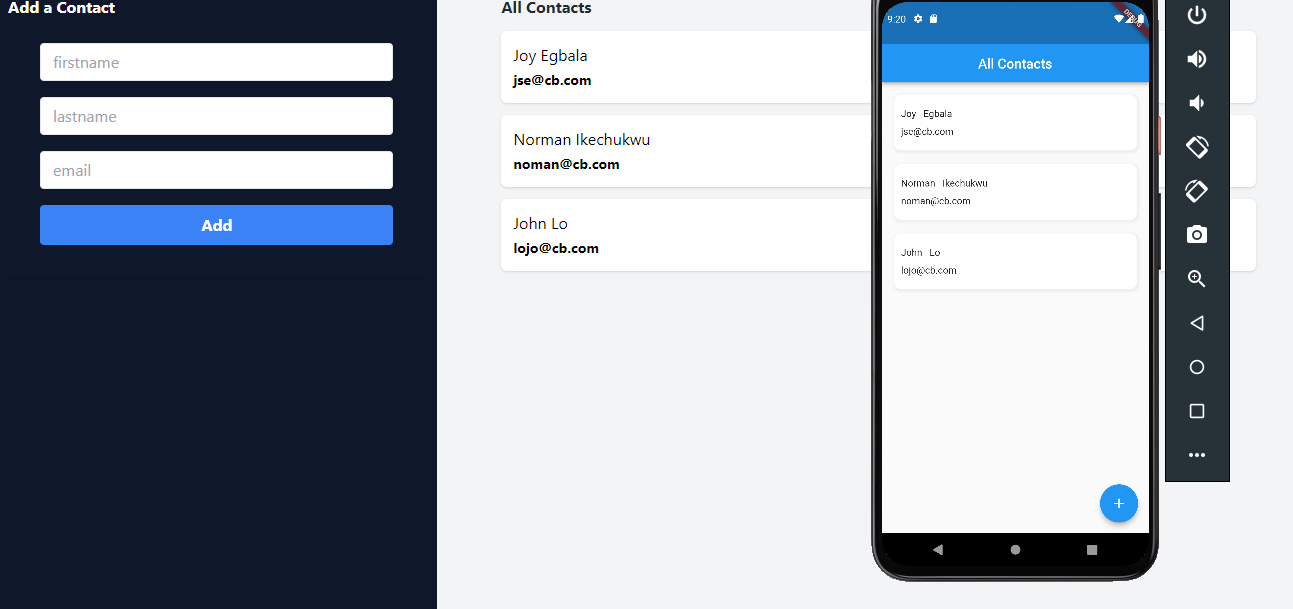 Add a Contact
firstname
lastname
email
Add
All Contacts
Joy Egbala
jse@cb.com
Norman Ikechukwu
noman@cb.com
John Lo
lojo@cb.com
9:20
DEBUG
All Contacts
Joy Egbala
jse@cb.com
Norman Ikechukwu
noman@cb.com
John Lo
lojo@cb.com